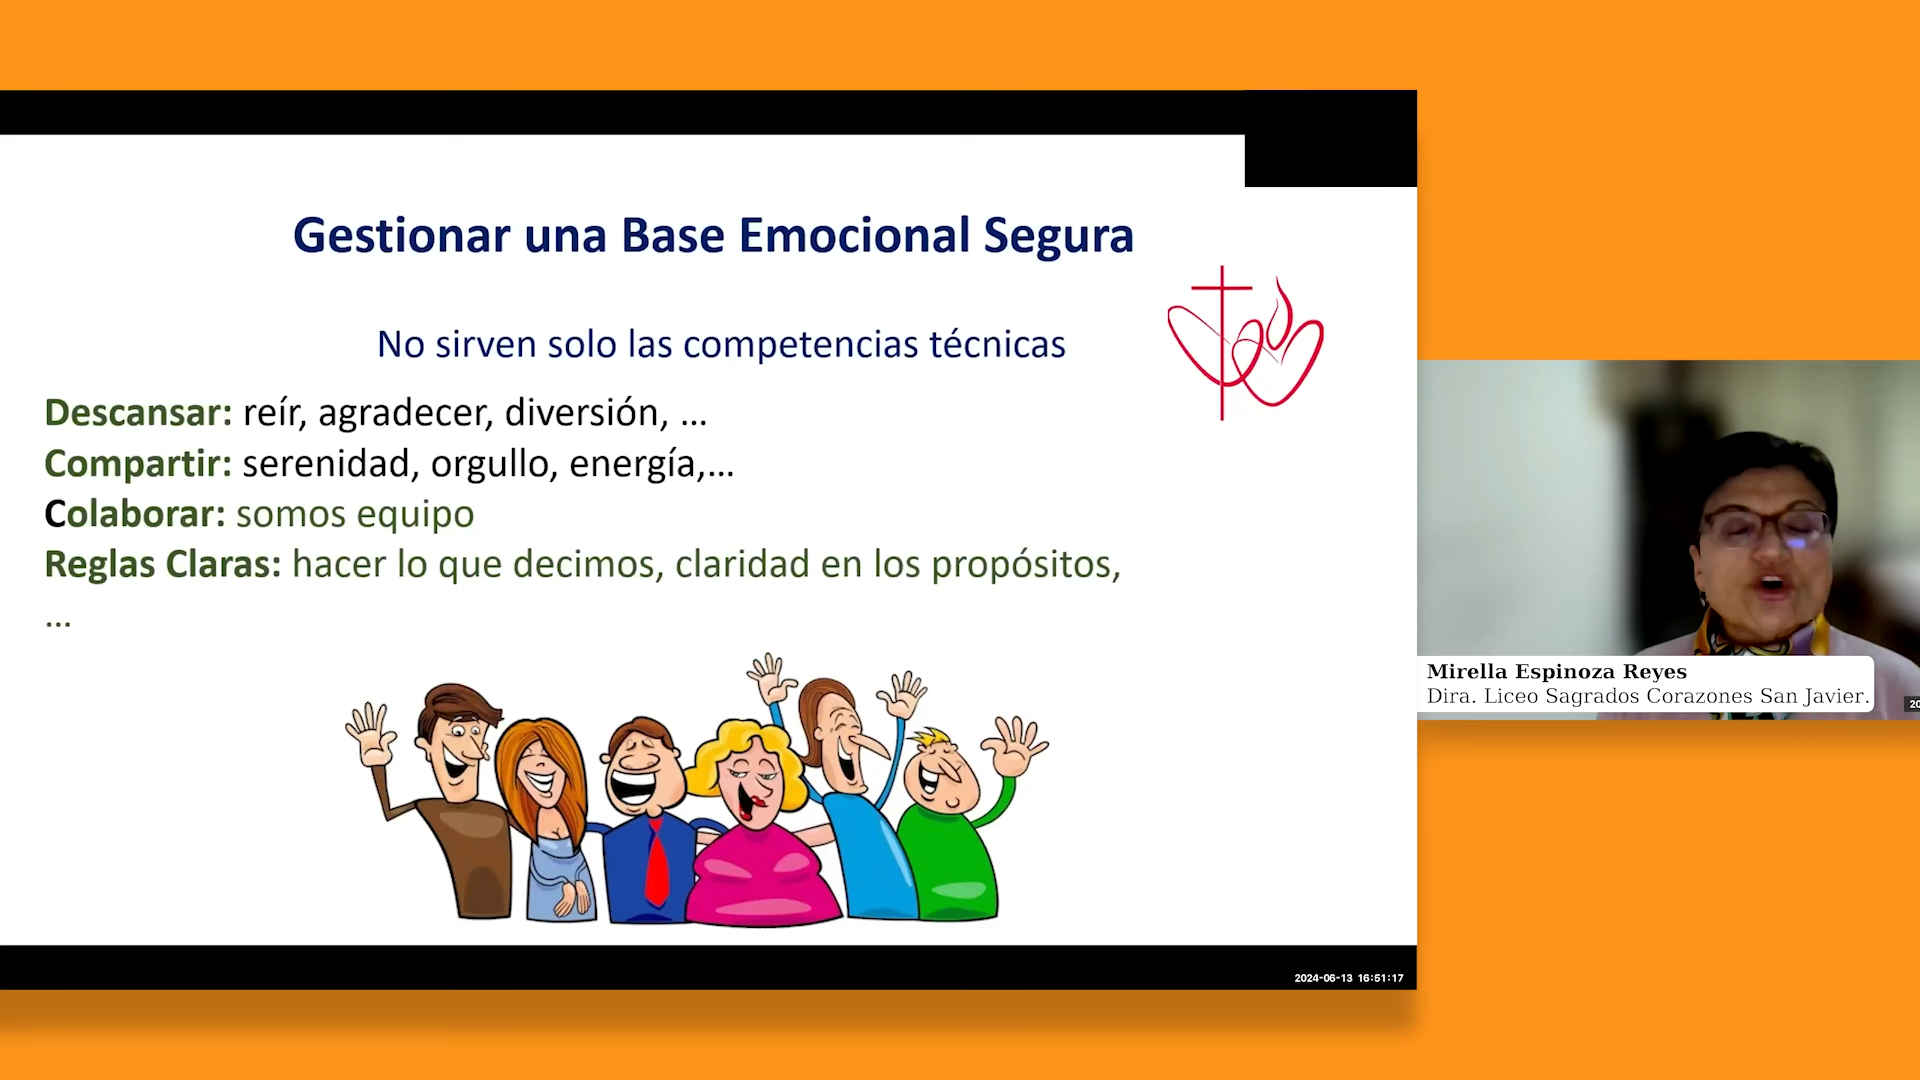 Gestionar una Base Emocional Segura
No sirven solo las competencias técnicas
Descansar: reír, agradecer, diversión, ...
Compartir: serenidad, orgullo, energía,...
Colaborar: somos equipo
Reglas Claras: hacer lo que decimos, claridad en los propósitos,
...
Mirella Espinoza Reyes
Dira. Liceo Sagrados Corazones San Javier.
20
2024-06-13 16:51:17